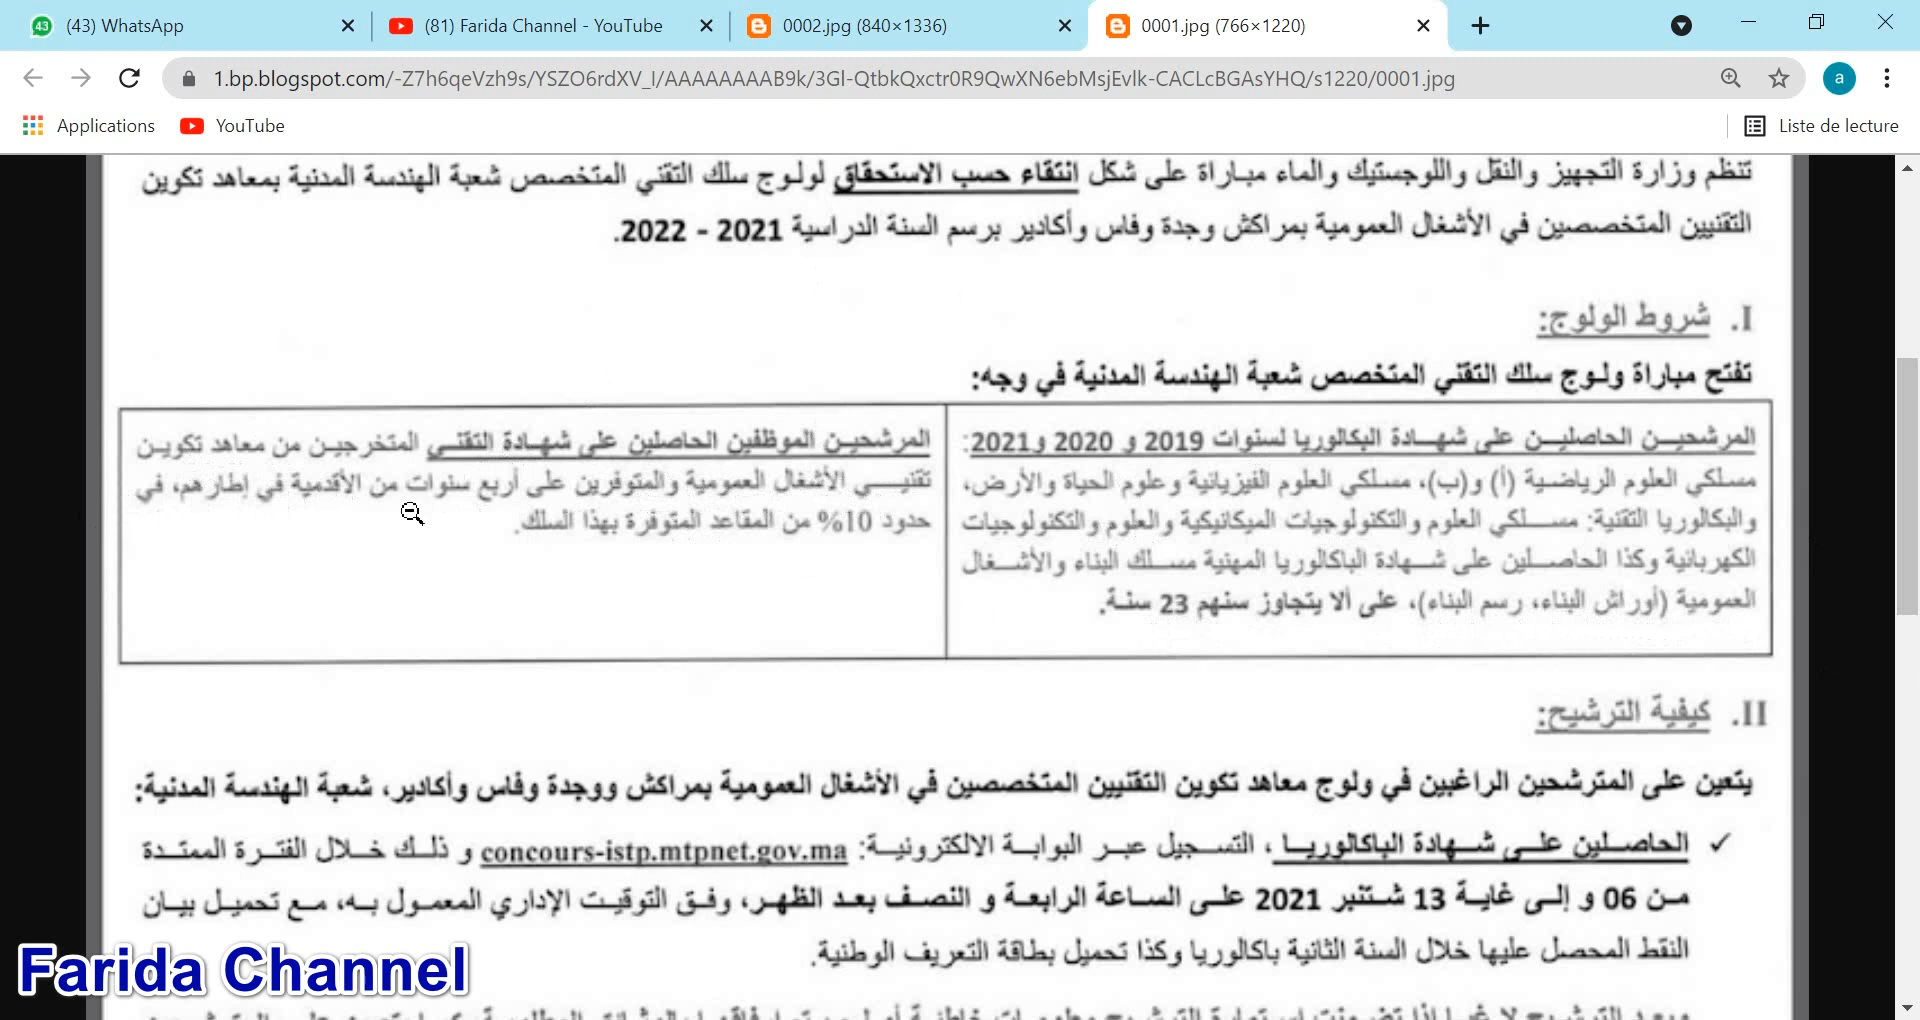 (43) WhatsApp
(81) Farida Channel - YouTube
0002.jpg (840×1336)
0001.jpg (766×1220)
1.bp.blogspot.com/-Z7h6qeVzh9s/YSZO6rdXV_I/AAAAAAAAB9k/3Gl-QtbkQxctr0R9QwXN6ebMsjEvlk-CACLcBGAsYHQ/s1220/0001.jpg
a
Applications
YouTube
Liste de lecture
تنظم وزارة التجهيز والنقل واللوجستيك والماء مباراة على شكل انتقاء حسب الاستحقاق لولوج سلك التقني المتخصص شعبة الهندسة المدنية بمعاهد تكوين
التقنيين المتخصصين في الأشغال العمومية بمراكش وجدة وفاس وأكادير برسم السنة الدراسية 2021 - 2022.
I. شروط الولوج:
تفتح مباراة ولوج سلك التقني المتخصص شعبة الهندسة المدنية في وجه:
المرشحين الحاصلين على شهادة البكالوريا لسنوات 2019 و 2020 و2021:
مسلكي العلوم الرياضية (أ) و(ب)، مسلكي العلوم الفيزيائية وعلوم الحياة والأرض،
والبكالوريا التقنية: مسلكي العلوم والتكنولوجيات الميكانيكية والعلوم والتكنولوجيات
الكهربائية وكذا الحاصلين على شهادة الباكالوريا المهنية مسلك البناء والأشغال
العمومية (أوراش البناء، رسم البناء)، على ألا يتجاوز سنهم 23 سنة.
المرشحين الموظفين الحاصلين على شهادة التقني المتخرجين من معاهد تكوين
تقنيي الأشغال العمومية والمتوفرين على أربع سنوات من الأقدمية في إطارهم، في
حدود 10% من المقاعد المتوفرة بهذا السلك.
II. كيفية الترشيح:
يتعين على المترشحين الراغبين في ولوج معاهد تكوين التقنيين المتخصصين في الأشغال العمومية بمراكش ووجدة وفاس وأكادير، شعبة الهندسة المدنية:
✓ الحاصلين على شهادة الباكالوريا ، التسجيل عبر البوابة الالكترونية: concours-istp.mtpnet.gov.ma و ذلك خلال الفترة الممتدة
من 06 و إلى غاية 13 شتنبر 2021 على الساعة الرابعة و النصف بعد الظهر، وفق التوقيت الإداري المعمول به، مع تحميل بيان
النقط المحصل عليها خلال السنة الثانية باكالوريا وكذا تحميل بطاقة التعريف الوطنية.
Farida Channel